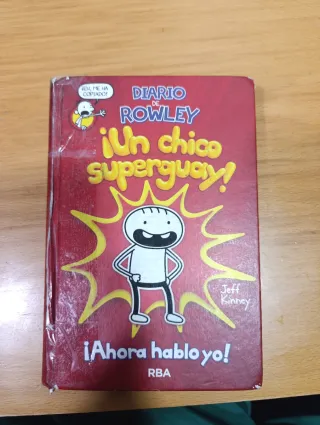 ¡EH, ME HA
COPIADO!
DIARIO
DE
ROWLEY
¡Un chico
superguay!
Jeff
Kinney
¡Ahora hablo yo!
RBA